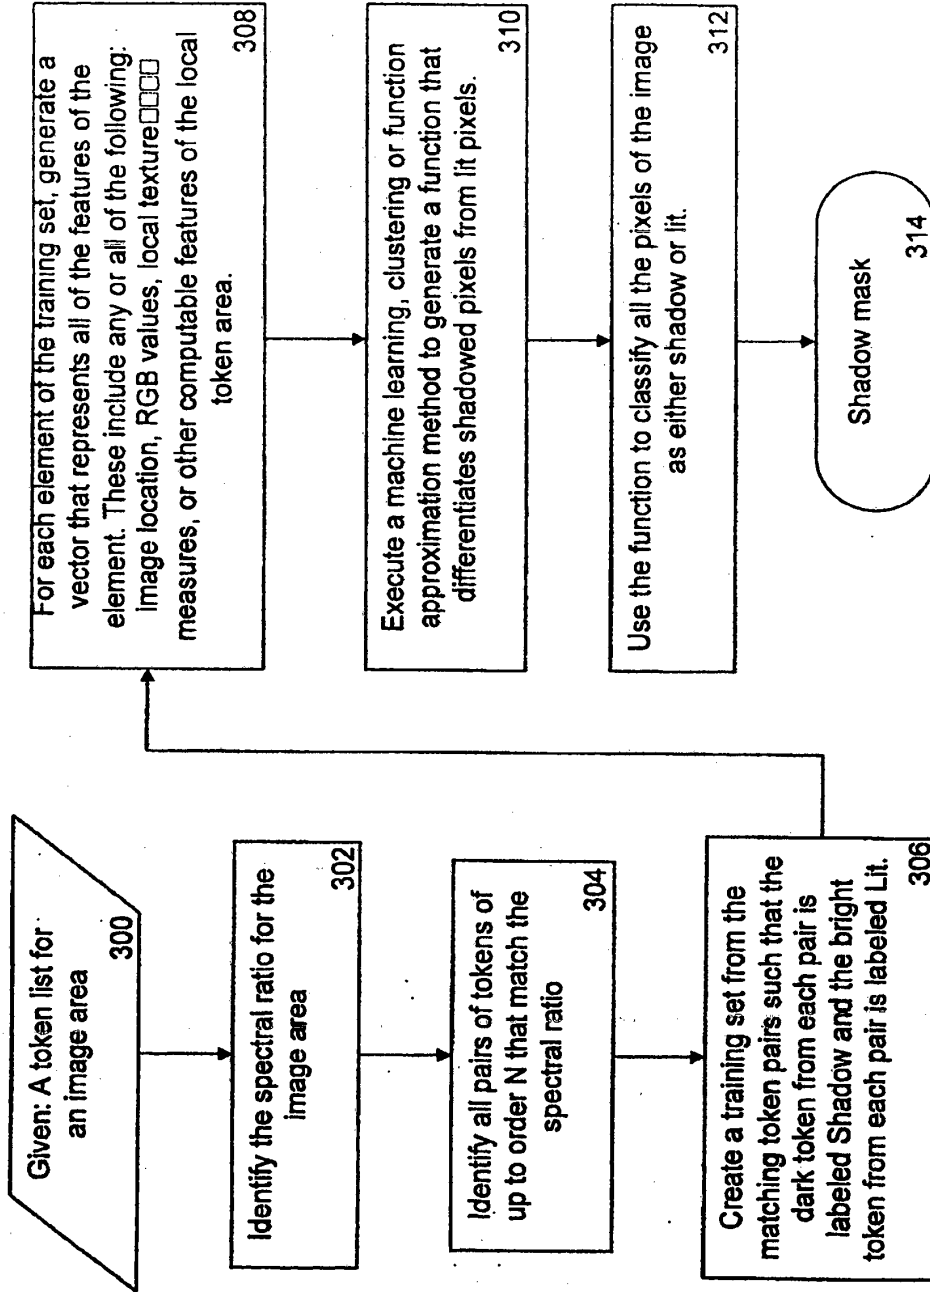 Given: A token list for
an image area
300
Identify the spectral ratio for the
image area
302
Identify all pairs of tokens of
up to order N that match the
spectral ratio
304
Create a training set from the
matching token pairs such that the
dark token from each pair is
labeled Shadow and the bright
token from each pair is labeled Lit.
306
For each element of the training set, generate a
vector that represents all of the features of the
element. These include any or all of the following:
image location, RGB values, local texture□□□□
measures, or other computable features of the local
token area.
308
Execute a machine learning, clustering or function
approximation method to generate a function that
differentiates shadowed pixels from lit pixels.
310
Use the function to classify all the pixels of the image
as either shadow or lit.
312
Shadow mask
314